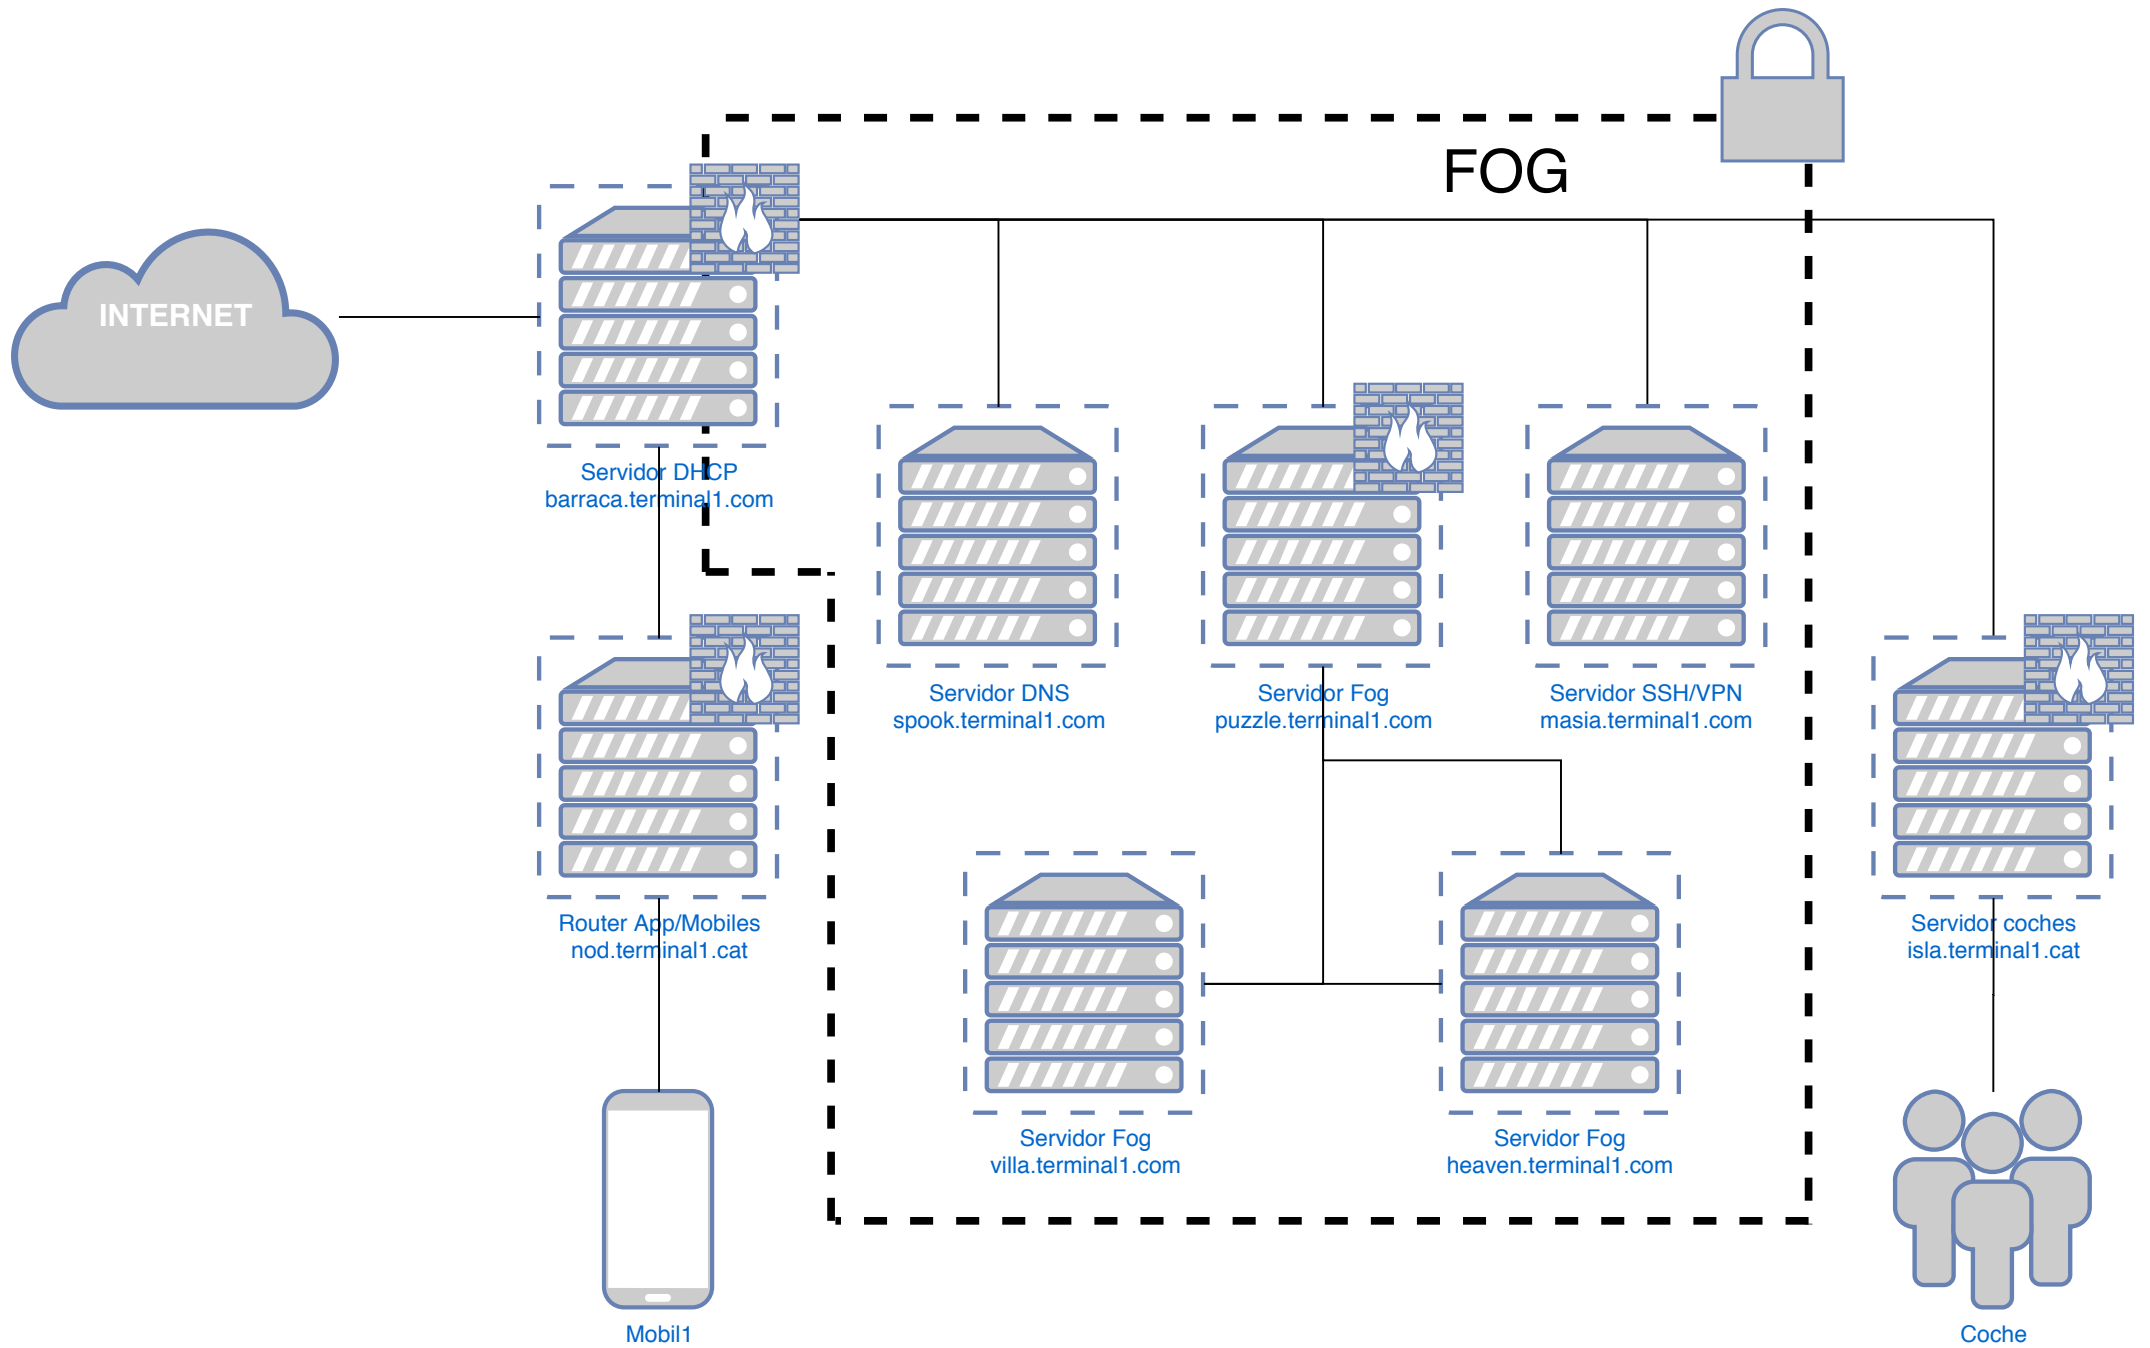 FOG
INTERNET
Servidor DHCP
barraca.terminal1.com
Servidor DNS
spook.terminal1.com
Servidor Fog
puzzle.terminal1.com
Servidor SSH/VPN
masia.terminal1.com
Router App/Mobiles
nod.terminal1.cat
Servidor coches
isla.terminal1.cat
Servidor Fog
villa.terminal1.com
Servidor Fog
heaven.terminal1.com
Mobil1
Coche